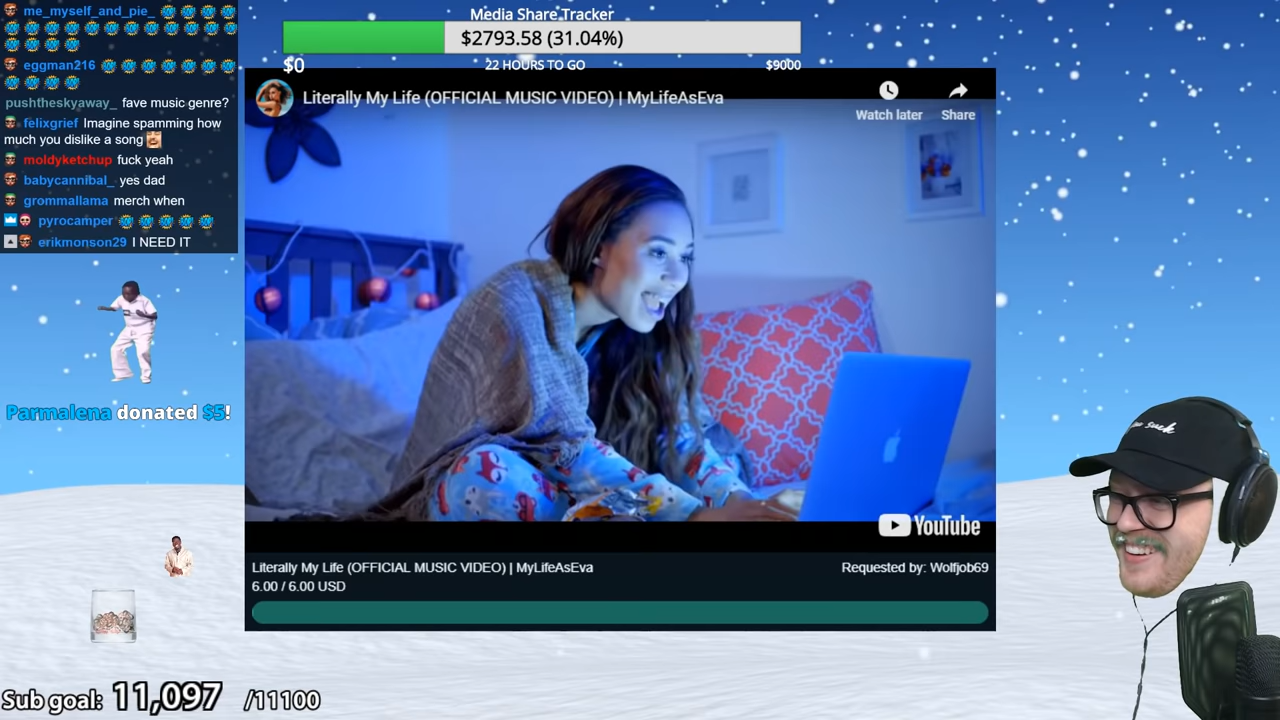 me_myself_and_pie_
eggman216
pushtheskyaway_ fave music genre?
felixgrief Imagine spamming how
much you dislike a song
moldyketchup fuck yeah
babycannibal_ yes dad
grommallama merch when
pyrocamper
erikmonson29 I NEED IT
Media Share Tracker
$2793.58 (31.04%)
$0
22 HOURS TO GO
$9000
Literally My Life (OFFICIAL MUSIC VIDEO) | MyLifeAsEva
Watch later
Share
Parmalena donated $5!
YouTube
Literally My Life (OFFICIAL MUSIC VIDEO) | MyLifeAsEva
Requested by: Wolfjob69
6.00 / 6.00 USD
suck
Sub goal: 11,097 /11100